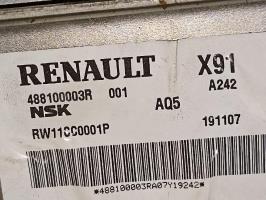 RENAULT X91
488100003R 001 A242
NSK AQ5
RW11CC0001P 191107
*488100003RA07Y19242*